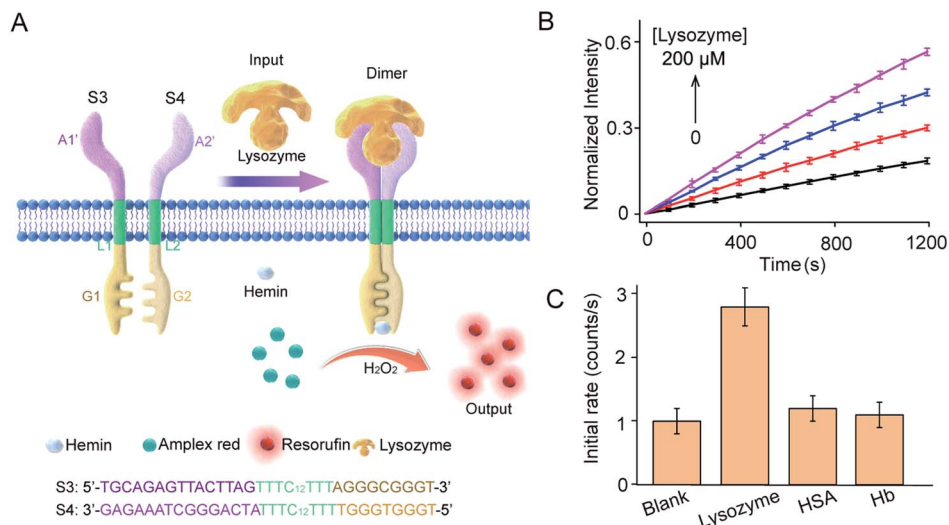 A
Input
Dimer
S3
S4
A1'
A2'
Lysozyme
L1
L2
G1
G2
Hemin
H₂O₂
Output
Hemin
Amplex red
Resorufin
Lysozyme
S3: 5'-TGCAGAGTTACTTAGTTTC₁₂TTTAGGGCGGGT-3'
S4: 3'-GAGAAATCGGGACTATTTC₁₂TTTTGGGTGGGT-5'
B
[Lysozyme]
200 μM
0
Normalized Intensity
0.6
0.3
0
0
400
800
1200
Time (s)
C
Initial rate (counts/s)
3
2
1
0
Blank
Lysozyme
HSA
Hb